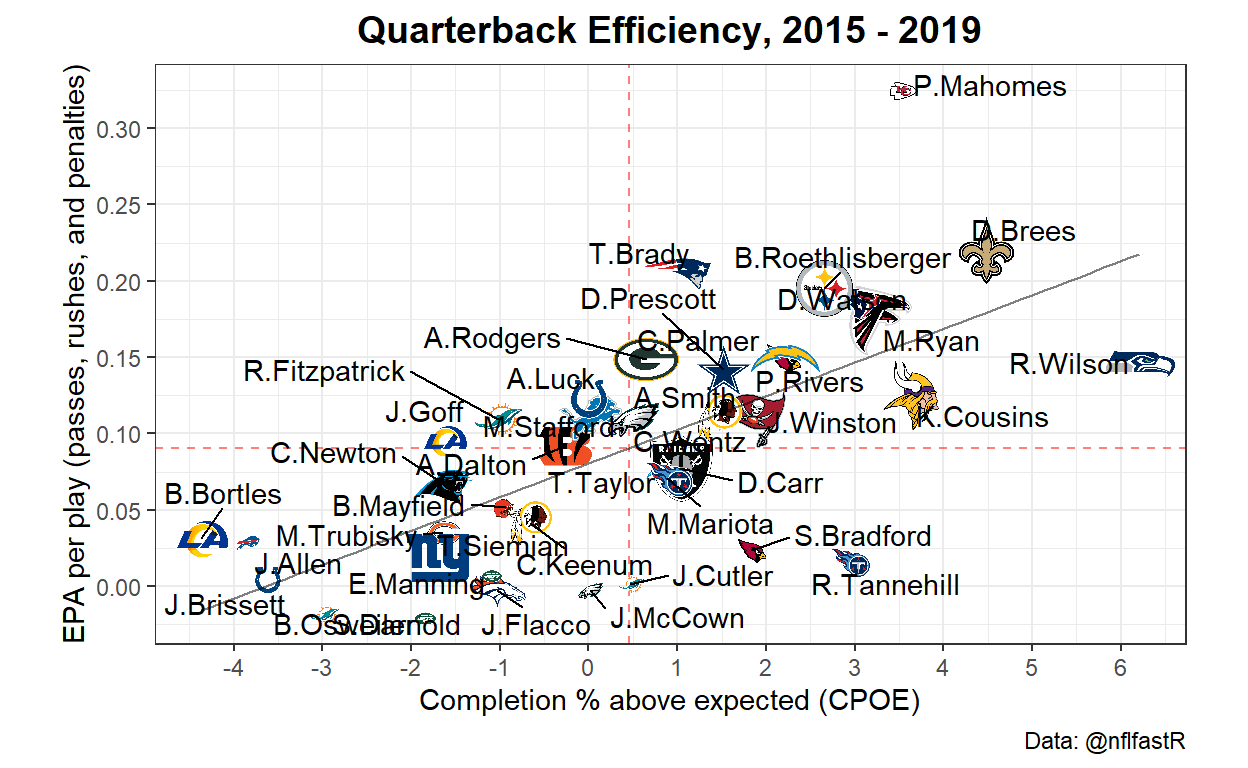 Quarterback Efficiency, 2015 - 2019
EPA per play (passes, rushes, and penalties)
0.30
0.25
0.20
0.15
0.10
0.05
0.00
P.Mahomes
D.Brees
T.Brady
B.Roethlisberger
D.Prescott
D.Watson
A.Rodgers
C.Palmer
M.Ryan
R.Wilson
R.Fitzpatrick
A.Luck
P.Rivers
J.Goff
A.Smith
K.Cousins
M.Stafford
J.Winston
C.Newton
C.Wentz
A.Dalton
T.Taylor
D.Carr
B.Bortles
B.Mayfield
M.Mariota
M.Trubisky
T.Siemian
S.Bradford
J.Allen
C.Keenum
J.Cutler
E.Manning
R.Tannehill
J.Brissett
B.Osweiler
S.Darnold
J.Flacco
J.McCown
-4
-3
-2
-1
0
1
2
3
4
5
6
Completion % above expected (CPOE)
Data: @nflfastR